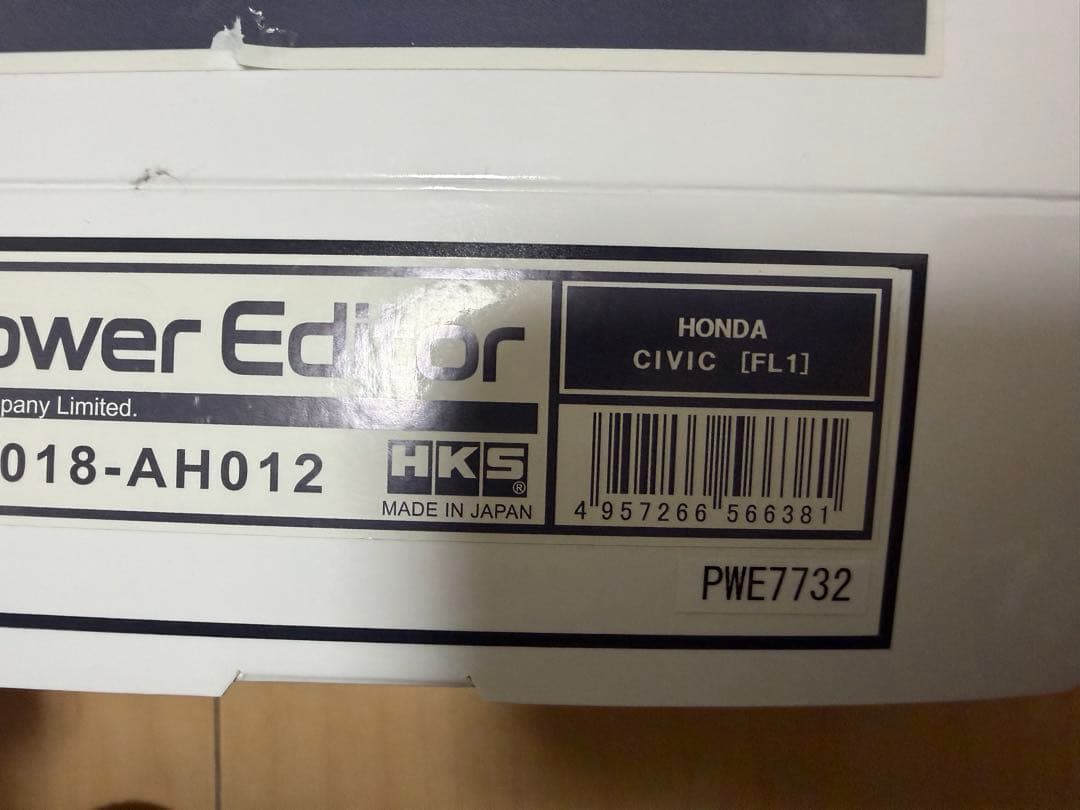 ower Editor
HONDA
CIVIC [FL1]
pany Limited.
018-AH012
HKS®
MADE IN JAPAN
4 957266 566381
PWE7732